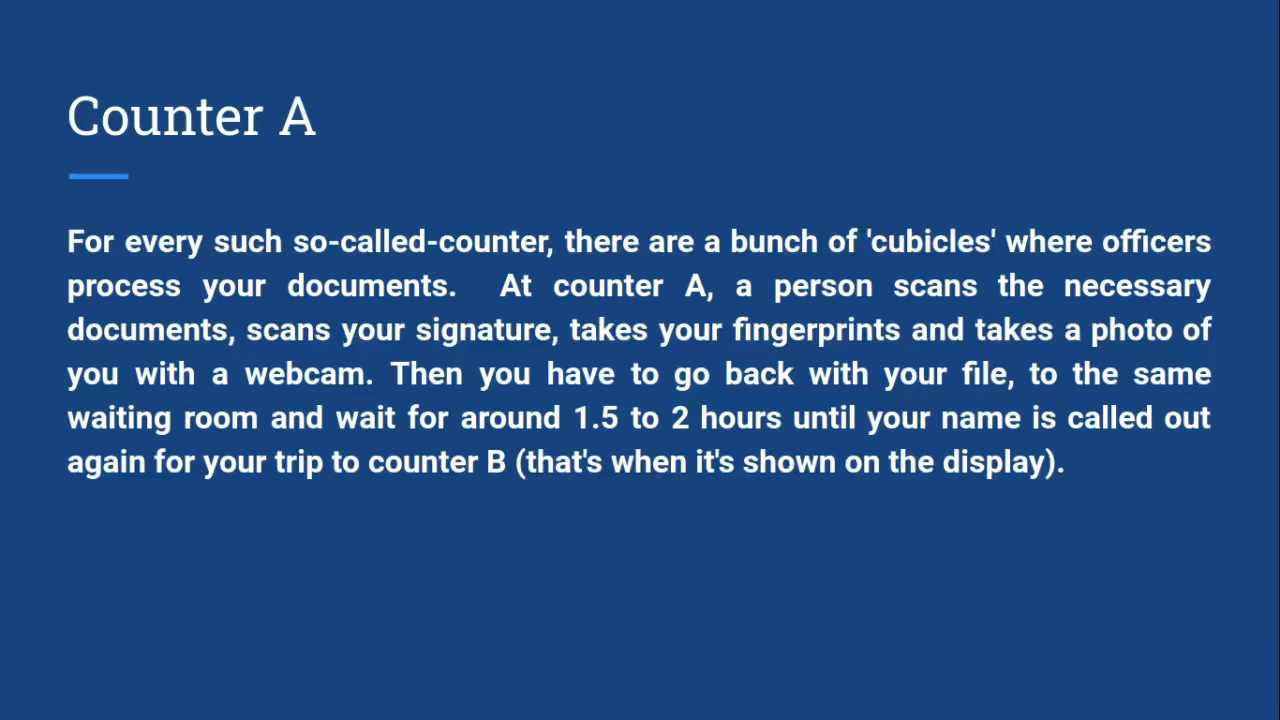 Counter A
For every such so-called-counter, there are a bunch of 'cubicles' where officers
process your documents.  At counter A, a person scans the necessary
documents, scans your signature, takes your fingerprints and takes a photo of
you with a webcam. Then you have to go back with your file, to the same
waiting room and wait for around 1.5 to 2 hours until your name is called out
again for your trip to counter B (that's when it's shown on the display).